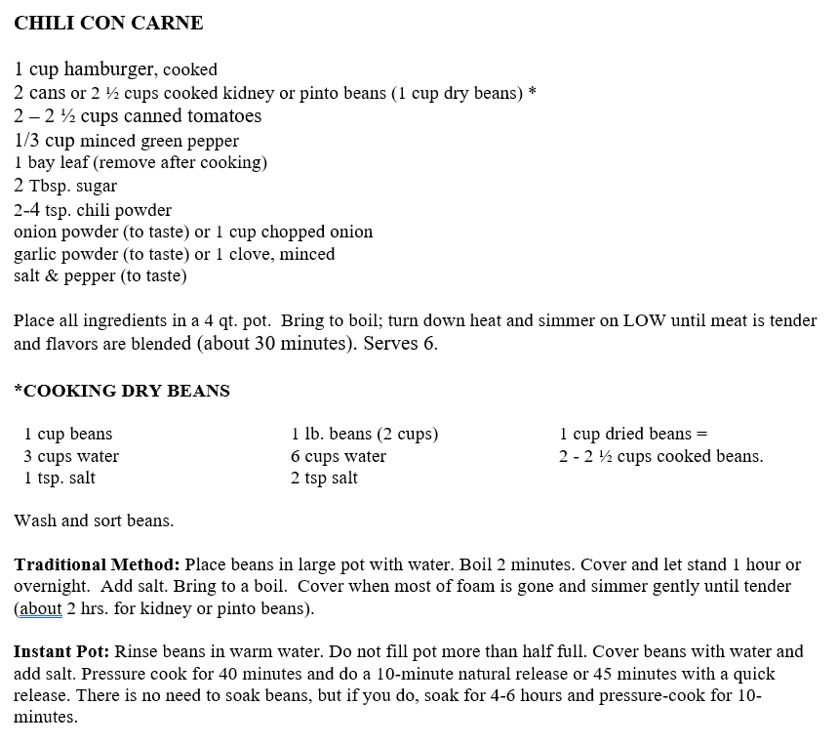 CHILI CON CARNE
1 cup hamburger, cooked
2 cans or 2 ½ cups cooked kidney or pinto beans (1 cup dry beans) *
2 – 2 ½ cups canned tomatoes
1/3 cup minced green pepper
1 bay leaf (remove after cooking)
2 Tbsp. sugar
2-4 tsp. chili powder
onion powder (to taste) or 1 cup chopped onion
garlic powder (to taste) or 1 clove, minced
salt & pepper (to taste)
Place all ingredients in a 4 qt. pot. Bring to boil; turn down heat and simmer on LOW until meat is tender
and flavors are blended (about 30 minutes). Serves 6.
*COOKING DRY BEANS
1 cup beans
3 cups water
1 tsp. salt
1 lb. beans (2 cups)
6 cups water
2 tsp salt
1 cup dried beans =
2 - 2 ½ cups cooked beans.
Wash and sort beans.
Traditional Method: Place beans in large pot with water. Boil 2 minutes. Cover and let stand 1 hour or
overnight. Add salt. Bring to a boil. Cover when most of foam is gone and simmer gently until tender
(about 2 hrs. for kidney or pinto beans).
Instant Pot: Rinse beans in warm water. Do not fill pot more than half full. Cover beans with water and
add salt. Pressure cook for 40 minutes and do a 10-minute natural release or 45 minutes with a quick
release. There is no need to soak beans, but if you do, soak for 4-6 hours and pressure-cook for 10-
minutes.